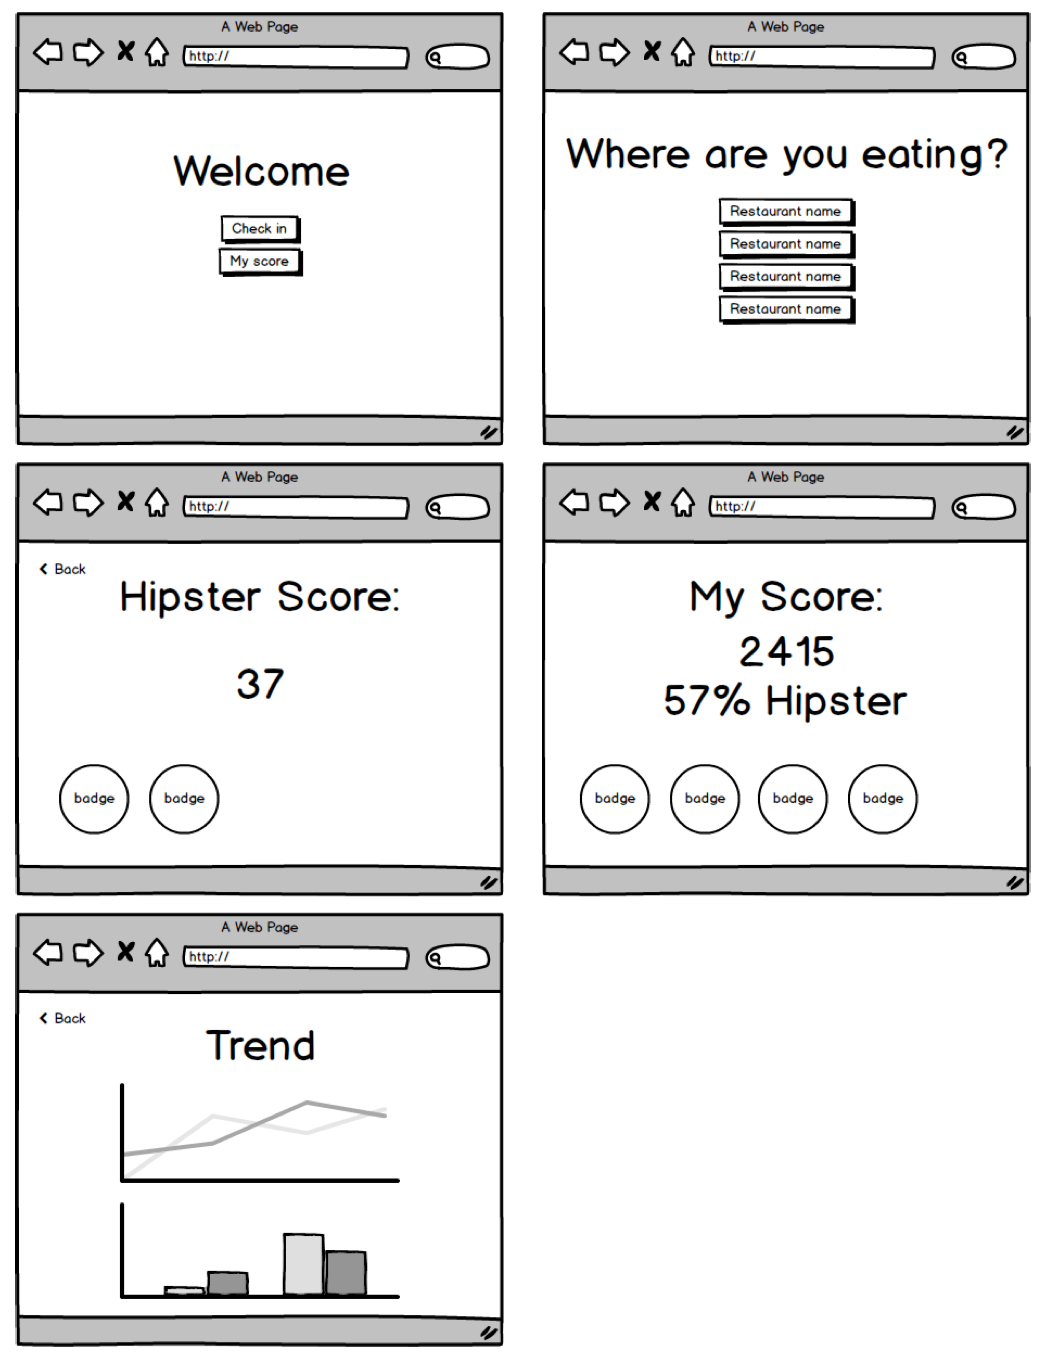 A Web Page
http://
Welcome
Check in
My score
A Web Page
http://
Where are you eating?
Restaurant name
Restaurant name
Restaurant name
Restaurant name
A Web Page
http://
Back
Hipster Score:
37
badge badge
A Web Page
http://
My Score:
2415
57% Hipster
badge badge badge badge
A Web Page
http://
Back
Trend